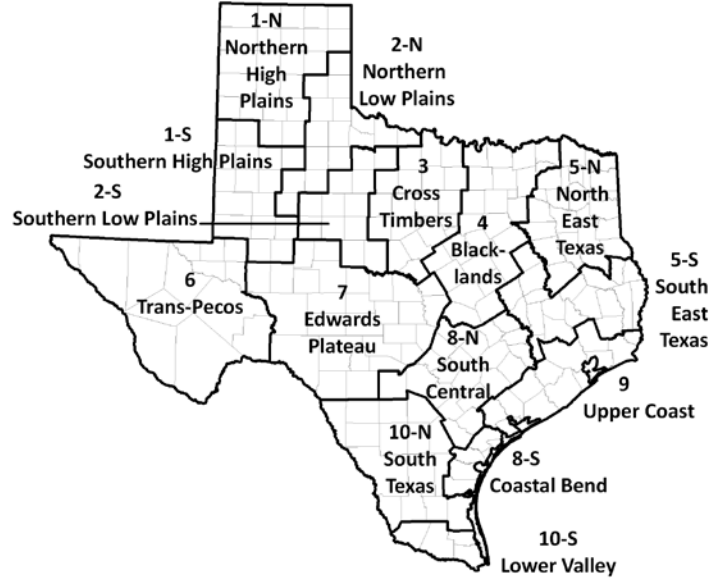 1-N
Northern
High
Plains
2-N
Northern
Low Plains
1-S
Southern High Plains
2-S
Southern Low Plains
3
Cross
Timbers
4
Black-
lands
5-N
North
East
Texas
5-S
South
East
Texas
6
Trans-Pecos
7
Edwards
Plateau
8-N
South
Central
9
Upper Coast
10-N
South
Texas
8-S
Coastal Bend
10-S
Lower Valley